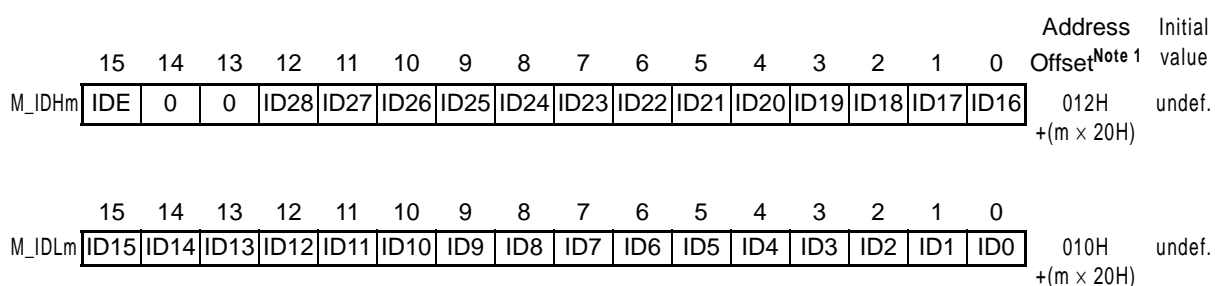 Address Initial
15 14 13 12 11 10 9 8 7 6 5 4 3 2 1 0 Offset Note 1 value
M_IDHm IDE 0 0 ID28 ID27 ID26 ID25 ID24 ID23 ID22 ID21 ID20 ID19 ID18 ID17 ID16 012H undef.
+(m × 20H)
15 14 13 12 11 10 9 8 7 6 5 4 3 2 1 0
M_IDLm ID15 ID14 ID13 ID12 ID11 ID10 ID9 ID8 ID7 ID6 ID5 ID4 ID3 ID2 ID1 ID0 010H undef.
+(m × 20H)